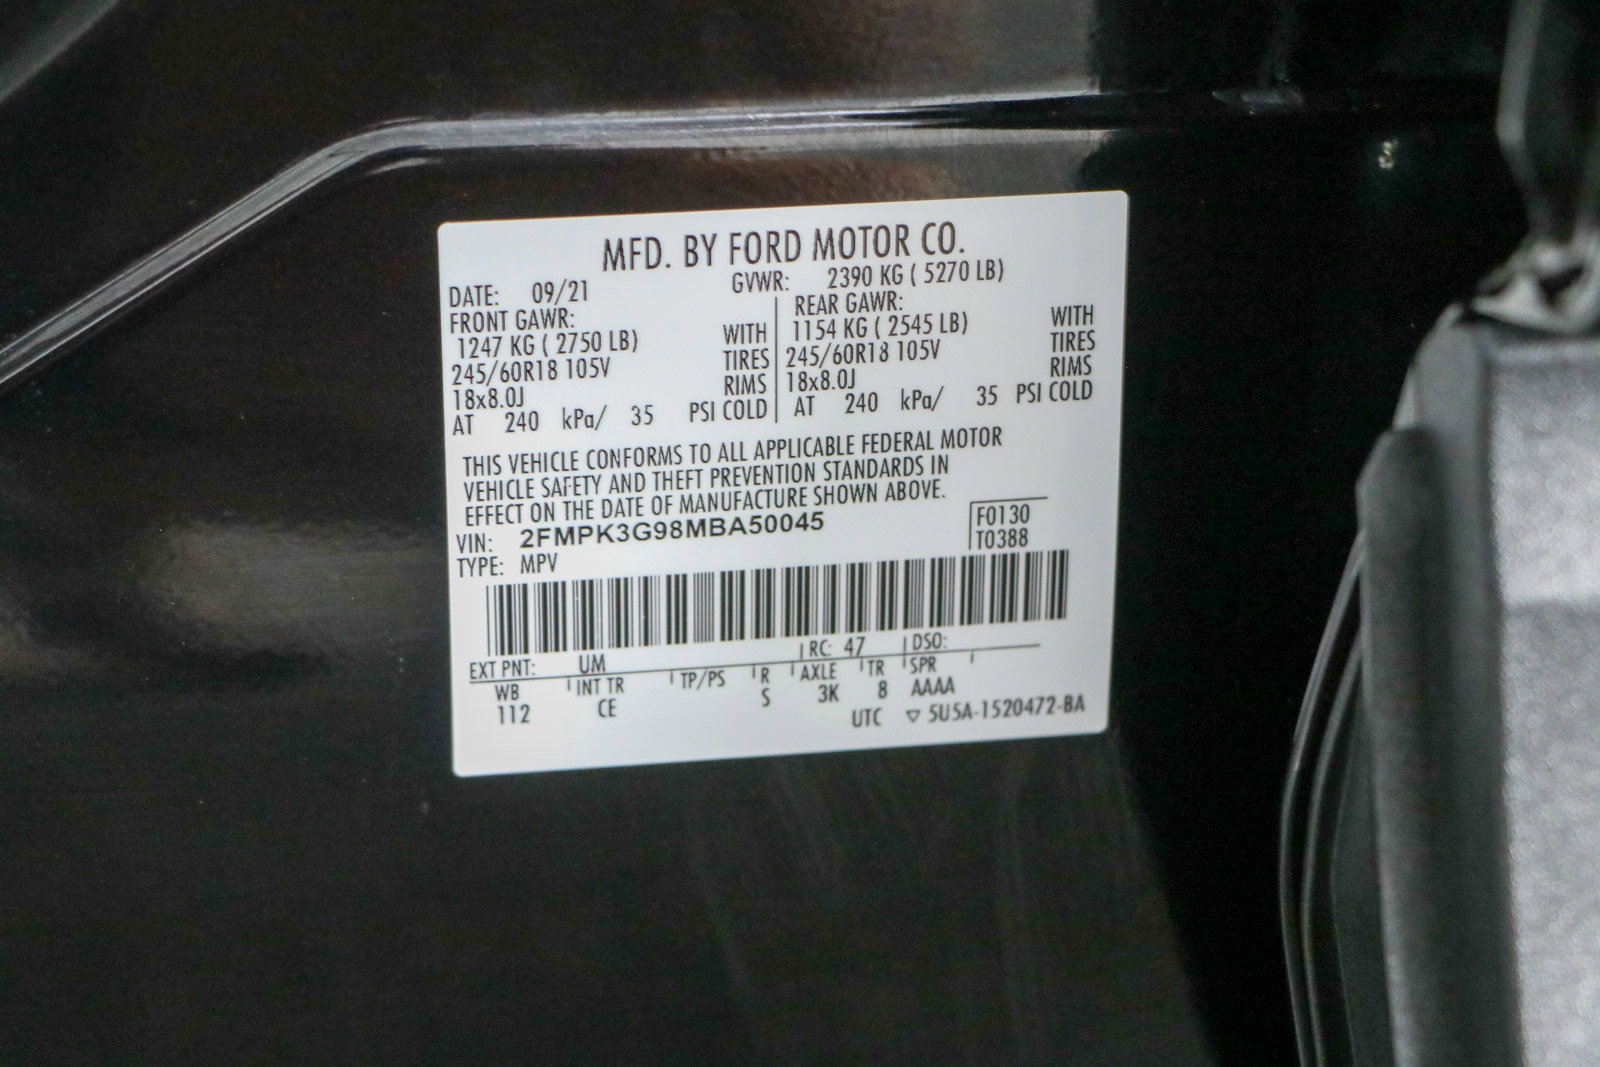 MFD. BY FORD MOTOR CO.
DATE: 09/21 GVWR: 2390 KG ( 5270 LB)
FRONT GAWR: REAR GAWR:
1247 KG ( 2750 LB) WITH 1154 KG ( 2545 LB) WITH
245/60R18 105V TIRES 245/60R18 105V TIRES
18x8.0J RIMS 18x8.0J RIMS
AT 240 kPa/ 35 PSI COLD AT 240 kPa/ 35 PSI COLD
THIS VEHICLE CONFORMS TO ALL APPLICABLE FEDERAL MOTOR
VEHICLE SAFETY AND THEFT PREVENTION STANDARDS IN
EFFECT ON THE DATE OF MANUFACTURE SHOWN ABOVE.
VIN: 2FMPK3G98MBA50045 F0130
TYPE: MPV T0388
EXT PNT: UM RC: 47 DSO:
WB INT TR TP/PS R AXLE TR SPR
112 CE S 3K 8 AAAA
UTC ▽ 5U5A-1520472-BA